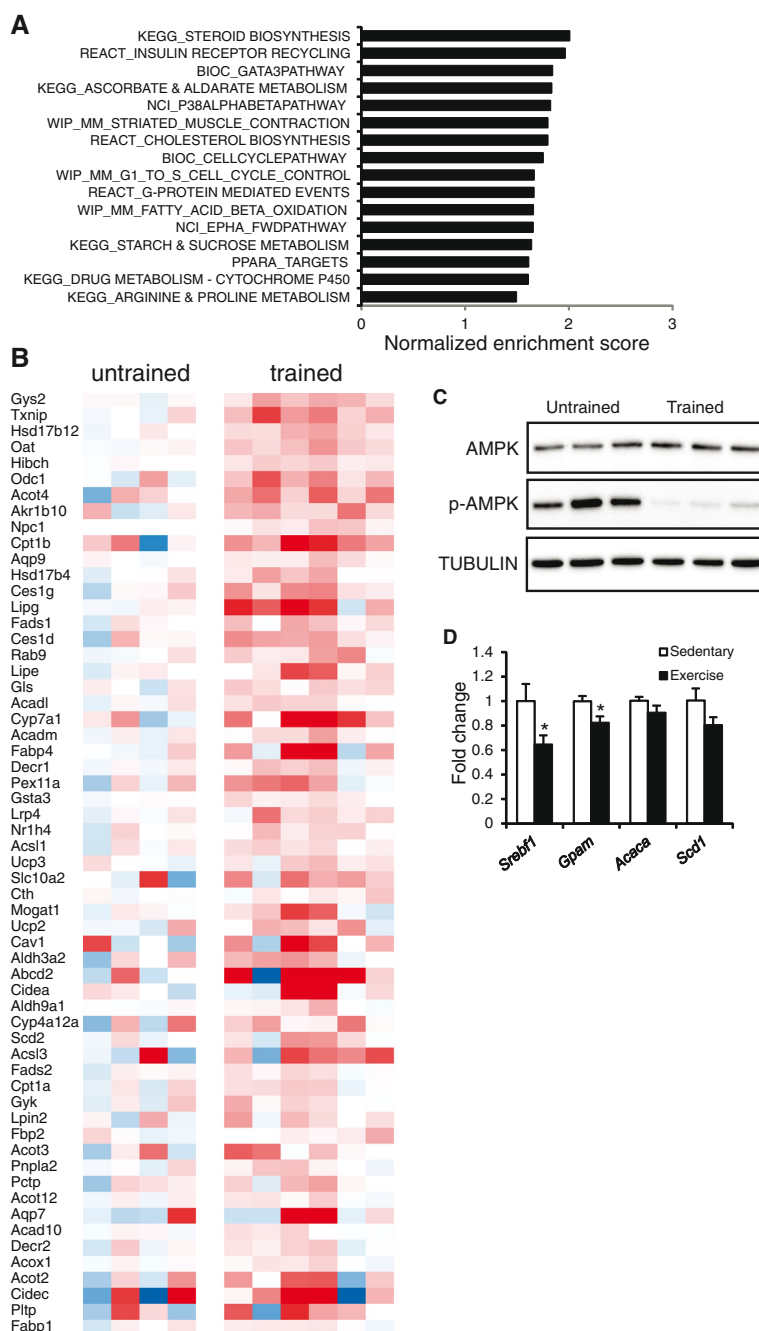 A
KEGG_STEROID BIOSYNTHESIS
REACT_INSULIN RECEPTOR RECYCLING
BIOC_GATA3PATHWAY
KEGG_ASCORBATE & ALDARATE METABOLISM
NCI_P38ALPHABETAPATHWAY
WIP_MM_STRIATED_MUSCLE_CONTRACTION
REACT_CHOLESTEROL BIOSYNTHESIS
BIOC_CELLCYCLEPATHWAY
WIP_MM_G1_TO_S_CELL_CYCLE_CONTROL
REACT_G-PROTEIN MEDIATED EVENTS
WIP_MM_FATTY_ACID_BETA_OXIDATION
NCI_EPHA_FWDPATHWAY
KEGG_STARCH & SUCROSE METABOLISM
PPARA_TARGETS
KEGG_DRUG METABOLISM - CYTOCHROME P450
KEGG_ARGININE & PROLINE METABOLISM
0 1 2 3
Normalized enrichment score
B
untrained trained
Gys2
Txnip
Hsd17b12
Oat
Hibch
Odc1
Acot4
Akr1b10
Npc1
Cpt1b
Aqp9
Hsd17b4
Ces1g
Lipg
Fads1
Ces1d
Rab9
Lipe
Gls
Acadl
Cyp7a1
Acadm
Fabp4
Decr1
Pex11a
Gsta3
Lrp4
Nr1h4
Acsl1
Ucp3
Slc10a2
Cth
Mogat1
Ucp2
Cav1
Aldh3a2
Abcd2
Cidea
Aldh9a1
Cyp4a12a
Scd2
Acsl3
Fads2
Cpt1a
Gyk
Lpin2
Fbp2
Acot3
Pnpla2
Pctp
Acot12
Aqp7
Acad10
Decr2
Acox1
Acot2
Cidec
Pltp
Fabp1
C
Untrained Trained
AMPK
p-AMPK
TUBULIN
D
Sedentary
Exercise
Fold change
1.4
1.2
1
0.8
0.6
0.4
0.2
0
*
*
Srebf1 Gpam Acaca Scd1